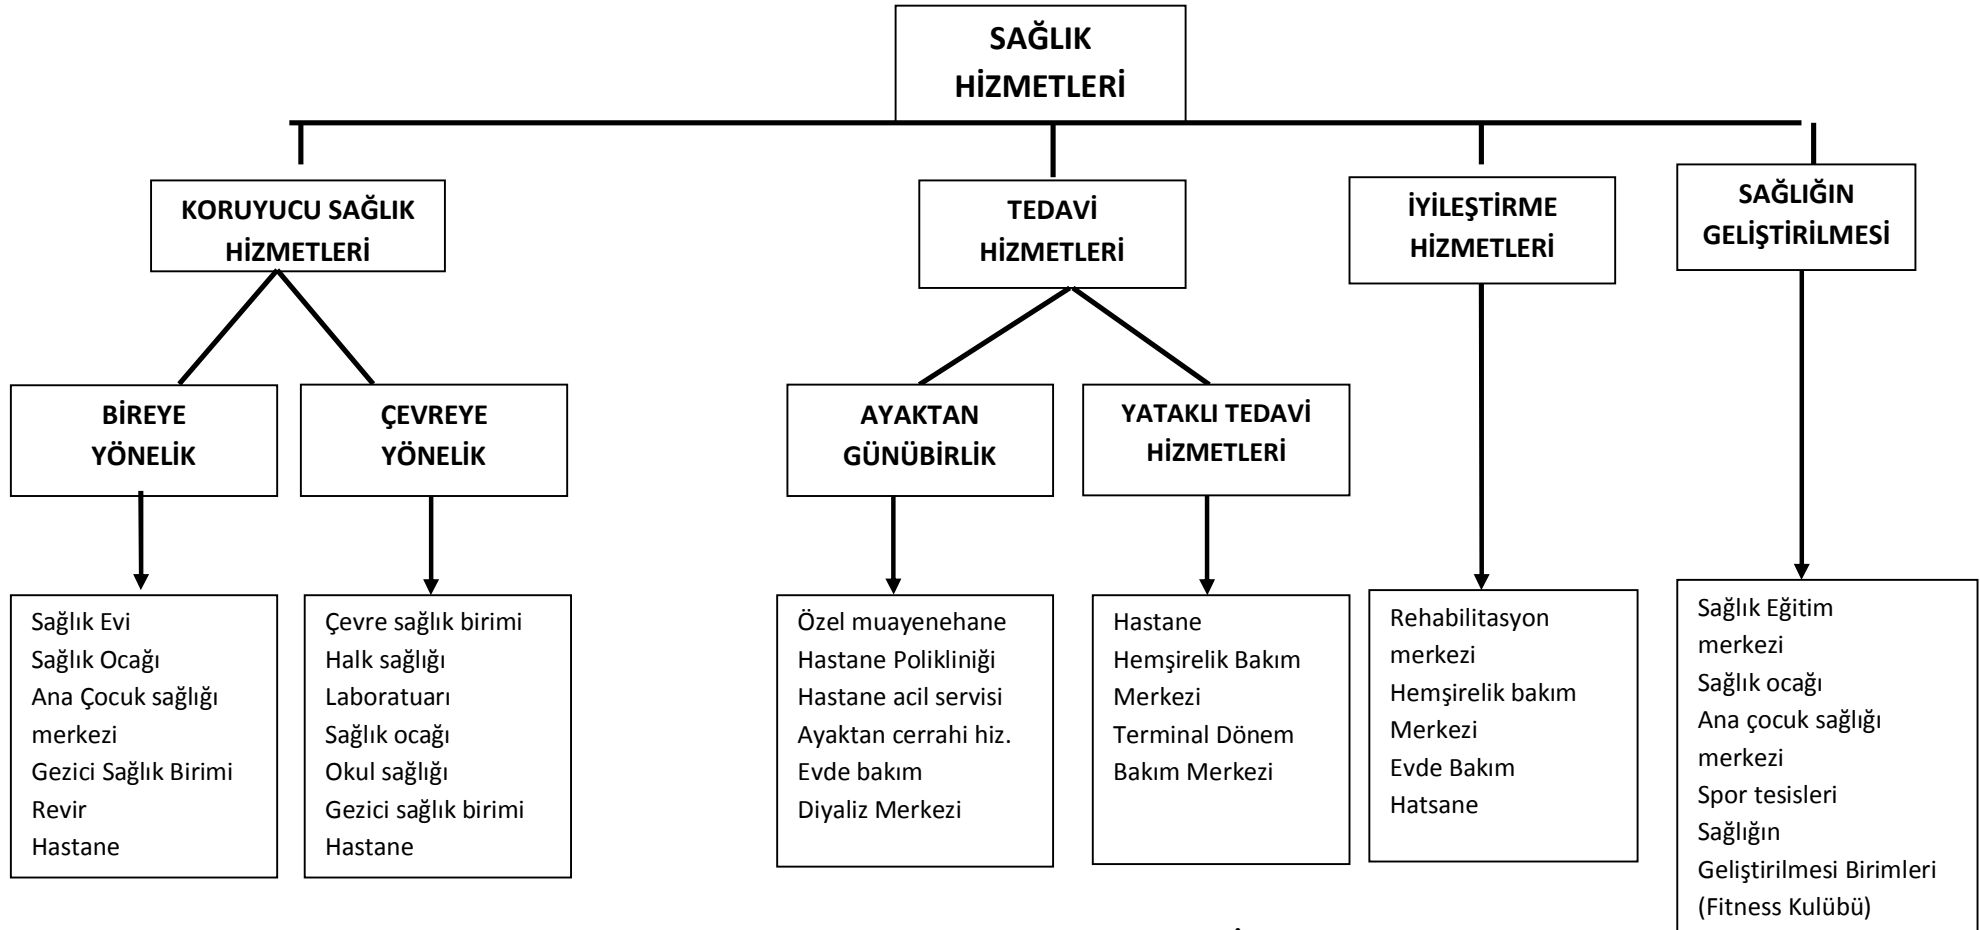 SAĞLIK
HİZMETLERİ
KORUYUCU SAĞLIK
HİZMETLERİ
TEDAVİ
HİZMETLERİ
İYİLEŞTİRME
HİZMETLERİ
SAĞLIĞIN
GELİŞTİRİLMESİ
BİREYE
YÖNELİK
ÇEVREYE
YÖNELİK
AYAKTAN
GÜNÜBİRLİK
YATAKLI TEDAVİ
HİZMETLERİ
Sağlık Evi
Sağlık Ocağı
Ana Çocuk sağlığı
merkezi
Gezici Sağlık Birimi
Revir
Hastane
Çevre sağlık birimi
Halk sağlığı
Laboratuarı
Sağlık ocağı
Okul sağlığı
Gezici sağlık birimi
Hastane
Özel muayenehane
Hastane Polikliniği
Hastane acil servisi
Ayaktan cerrahi hiz.
Evde bakım
Diyaliz Merkezi
Hastane
Hemşirelik Bakım
Merkezi
Terminal Dönem
Bakım Merkezi
Rehabilitasyon
merkezi
Hemşirelik bakım
Merkezi
Evde Bakım
Hatsane
Sağlık Eğitim
merkezi
Sağlık ocağı
Ana çocuk sağlığı
merkezi
Spor tesisleri
Sağlığın
Geliştirilmesi Birimleri
(Fitness Kulübü)